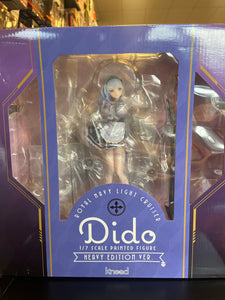 ROYAL NAVY LIGHT CRUISER
Dido
1/7 SCALE PAINTED FIGURE
HEAVY EDITION VER
knead